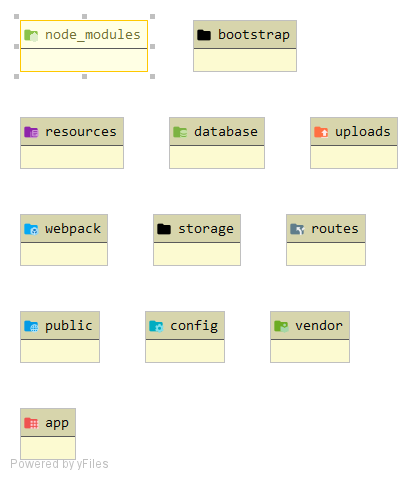 node_modules
bootstrap
resources
database
uploads
webpack
storage
routes
public
config
vendor
app
Powered by yFiles